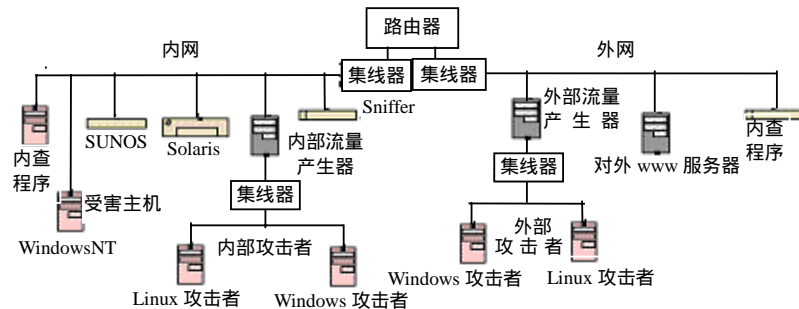 路由器
内网
外网
集线器
集线器
内查
程序
SUNOS
Solaris
内部流量
产生器
Sniffer
外部流量
产 生 器
对外 www 服务器
内查
程序
受害主机
WindowsNT
集线器
集线器
内部攻击者
Linux 攻击者
Windows 攻击者
外部
攻 击 者
Windows 攻击者
Linux 攻击者